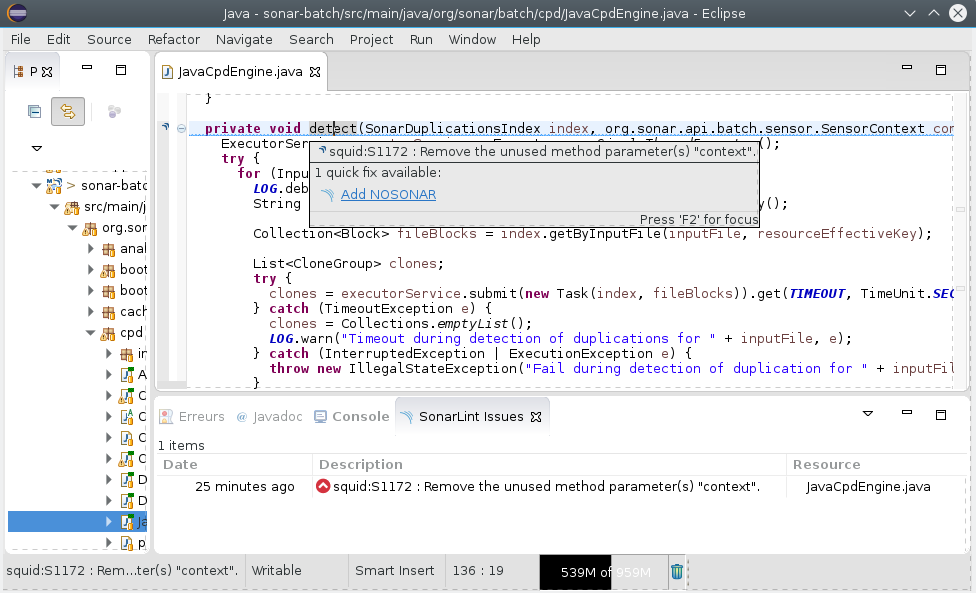 Java - sonar-batch/src/main/java/org/sonar/batch/cpd/JavaCpdEngine.java - Eclipse
File Edit Source Refactor Navigate Search Project Run Window Help
P
JavaCpdEngine.java
> sonar-batc
src/main/j
org.so
anal
boot
boot
cach
cpd
}
private void detect(SonarDuplicationsIndex index, org.sonar.api.batch.sensor.SensorContext con
ExecutorSer
try {
for (Inpu
LOG.deb
String
squid:S1172 : Remove the unused method parameter(s) "context".
1 quick fix available:
Add NOSONAR
Press 'F2' for focus
Collection<Block> fileBlocks = index.getByInputFile(inputFile, resourceEffectiveKey);
List<CloneGroup> clones;
try {
clones = executorService.submit(new Task(index, fileBlocks)).get(TIMEOUT, TimeUnit.SEC
} catch (TimeoutException e) {
clones = Collections.emptyList();
LOG.warn("Timeout during detection of duplications for " + inputFile, e);
} catch (InterruptedException | ExecutionException e) {
throw new IllegalStateException("Fail during detection of duplication for " + inputFil
}
Erreurs @ Javadoc Console SonarLint Issues
1 items
Date Description Resource
25 minutes ago squid:S1172 : Remove the unused method parameter(s) "context". JavaCpdEngine.java
squid:S1172 : Rem...ter(s) "context". Writable Smart Insert 136 : 19 539M of 959M